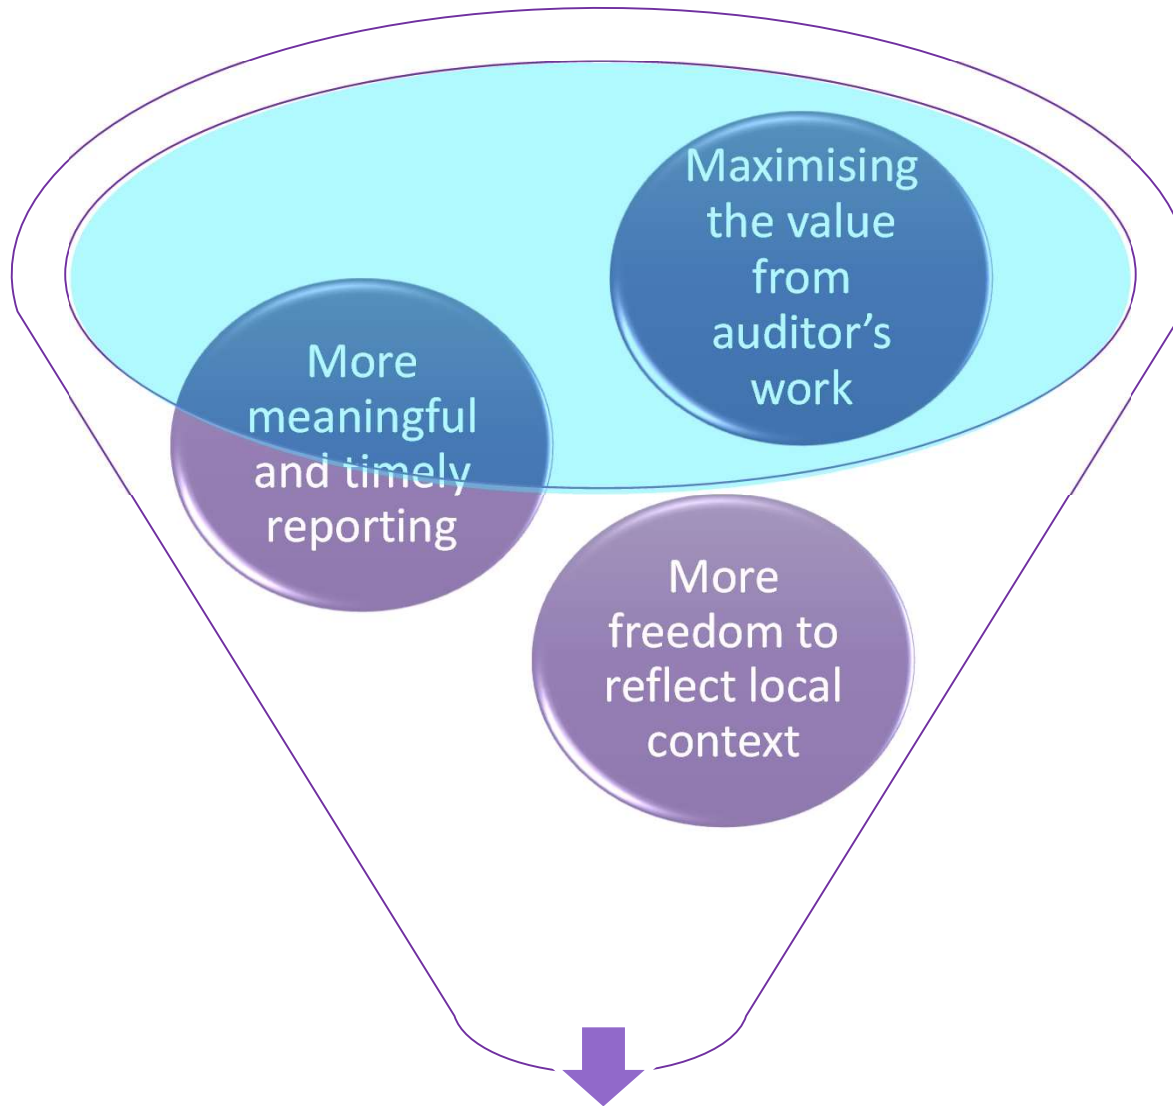 Maximising
the value
from
auditor’s
work
More
meaningful
and timely
reporting
More
freedom to
reflect local
context